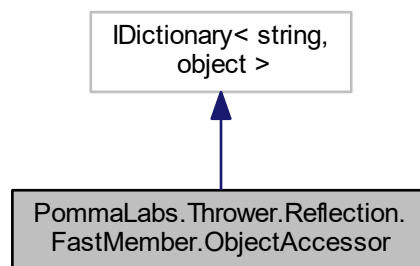 IDictionary< string,
object >
PommaLabs.Thrower.Reflection.
FastMember.ObjectAccessor